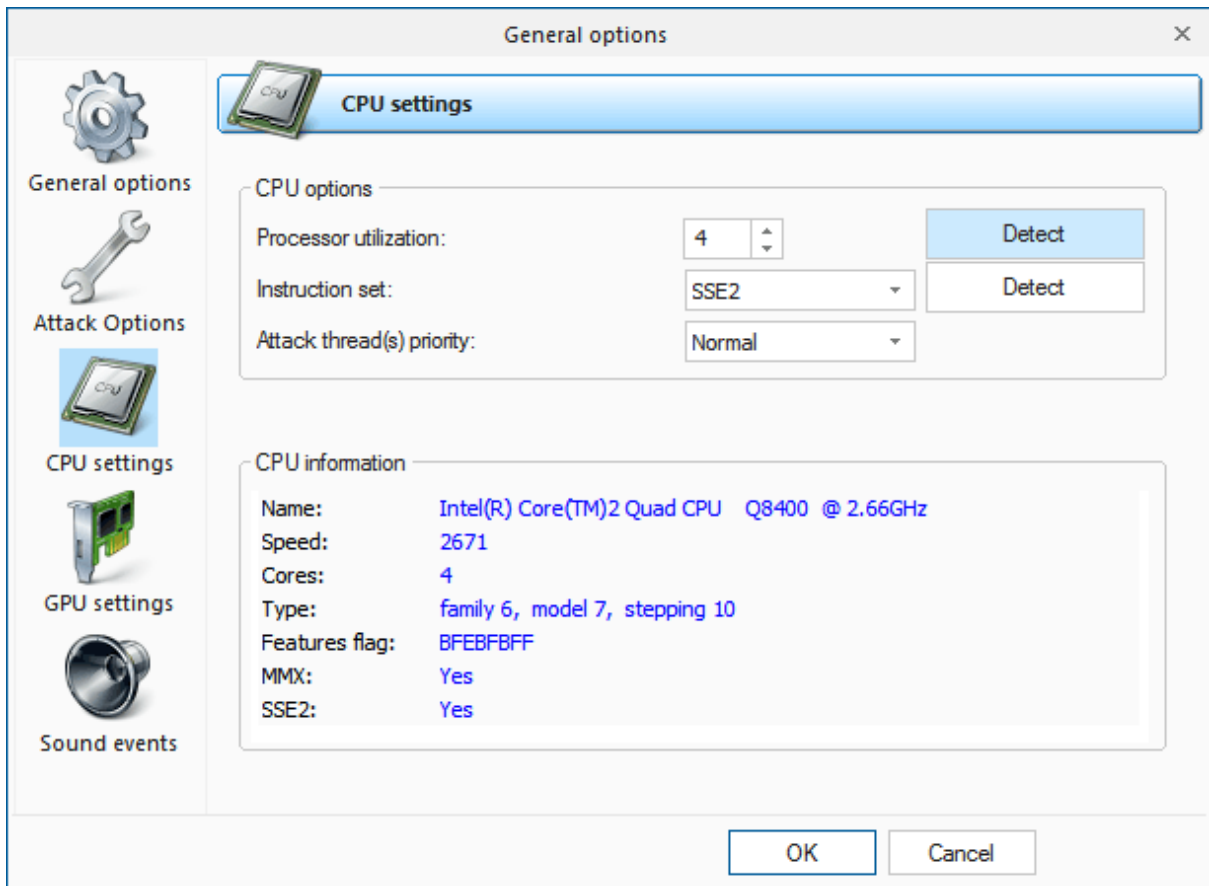 General options
General options
Attack Options
CPU settings
GPU settings
Sound events
CPU
CPU settings
CPU options
Processor utilization: 4 Detect
Instruction set: SSE2 Detect
Attack thread(s) priority: Normal
CPU
CPU information
Name: Intel(R) Core(TM)2 Quad CPU Q8400 @ 2.66GHz
Speed: 2671
Cores: 4
Type: family 6, model 7, stepping 10
Features flag: BFEBFBFF
MMX: Yes
SSE2: Yes
OK Cancel